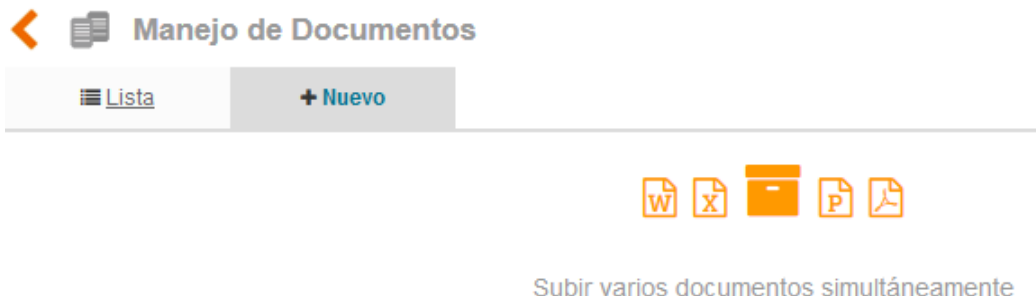 Manejo de Documentos
Lista
+ Nuevo
W X P
Subir varios documentos simultáneamente